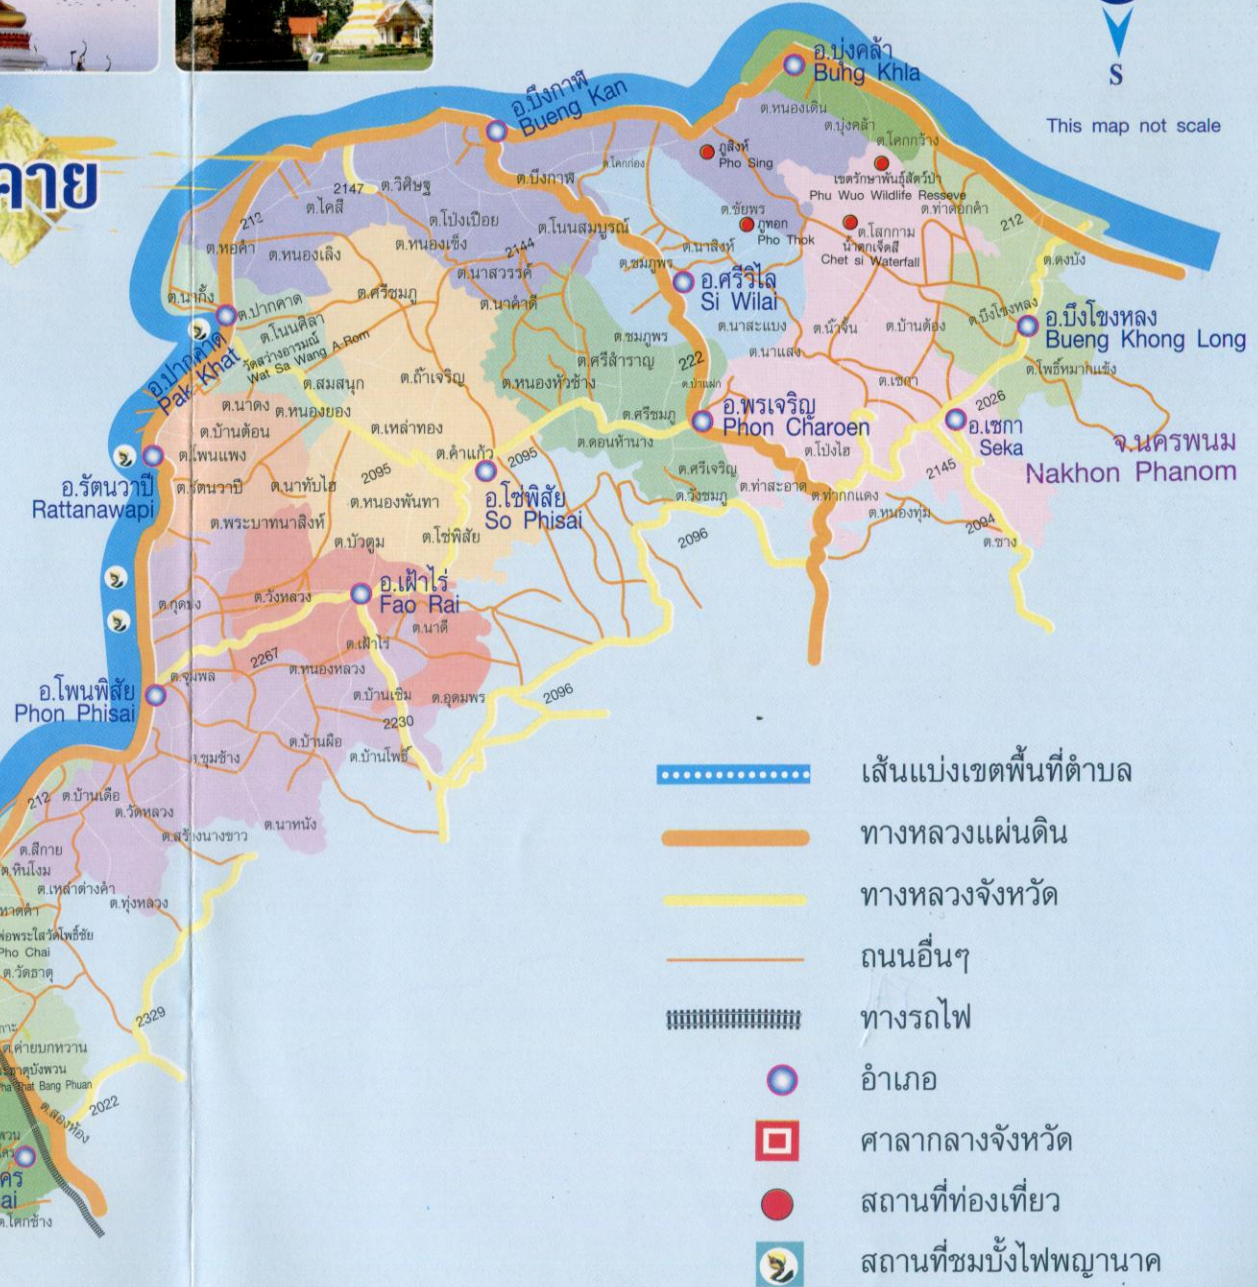 คาย
S
This map not scale
อ.บุ่งคล้า
Buhg Khla
อ.บึงกาฬ
Bueng Kan
ต.หนองเดิน
ต.บุ่งคล้า
ต.โคกกว้าง
ภูสิงห์
Pho Sing
เขตรักษาพันธุ์สัตว์ป่า
Phu Wuo Wildlife Resseve
ต.โคกก่อง
ต.บึงกาฬ
2147
ต.วิศิษฐ
ต.ไคสี
212
ต.โป่งเปือย
ต.โนนสมบูรณ์
ต.ชัยพร
ภูทอก
Pho Thok
ต.โสกกาม
น้ำตกเจ็ดสี
Chet si Waterfall
ต.ท่าดอกคำ
212
ต.หอคำ
ต.หนองเลิง
ต.หนองเข็ง
2144
ต.นาสวรรค์
ต.นาสิงห์
ต.ชมภูพร
อ.ศรีวิไล
Si Wilai
ต.ดงบัง
ต.นากั้ง
ต.ปากคาด
ต.ศรีชมภู
ต.นาคำดี
ต.บึงโขงหลง
อ.บึงโขงหลง
Bueng Khong Long
ต.โนนศิลา
วัดสว่างอารมณ์
Wat Sa Wang A-Rom
อ.ปากคาด
Pak Khat
ต.ชมภูพร
ต.นาสะแบง
ต.น้ำจั้น
ต.บ้านต้อง
ต.นาแสง
ต.ศรีสำราญ
222
ต.ป่าแฝก
ต.โพธิ์หมากแข้ง
ต.สมสนุก
ต.ถ้ำเจริญ
ต.หนองหัวช้าง
ต.เซกา
2026
ต.นาดง
ต.หนองยอง
ต.ศรีชมภู
อ.พรเจริญ
Phon Charoen
อ.เซกา
Seka
จ.นครพนม
Nakhon Phanom
ต.บ้านต้อน
ต.เหล่าทอง
ต.ดอนหญ้านาง
ต.โป่งไฮ
ต.โพนแพง
ต.คำแก้ว
2095
2095
อ.รัตนวาปี
Rattanawapi
ต.รัตนวาปี
ต.นาทับไฮ
ต.หนองพันทา
อ.โซ่พิสัย
So Phisai
ต.ศรีเจริญ
ต.วังชมภู
ต.ท่าสะอาด
ต.ท่ากกแดง
2145
ต.หนองทุ่ม
2094
ต.ซาง
ต.พระบาทนาสิงห์
ต.บัวตูม
ต.โซ่พิสัย
2096
อ.เฝ้าไร่
Fao Rai
ต.กุดบง
ต.วังหลวง
ต.นาดี
ต.เฝ้าไร่
2267
ต.หนองหลวง
ต.จุมพล
อ.โพนพิสัย
Phon Phisai
ต.บ้านเซิม
ต.อุดมพร
2096
2230
ต.บ้านผือ
ต.บ้านโพธิ์
ต.ชุมช้าง
212
ต.บ้านเดือ
ต.วัดหลวง
ต.นาทนัง
ต.สร้างนางขาว
ต.สีกาย
ต.หินโงม
ต.เหล่าต่างคำ
ต.ทุ่งหลวง
หาดคำ
พ่อพระใสวัดโพธิ์ชัย
Pho Chai
ต.วัดธาตุ
2329
ต.ค่ายบกหวาน
ธาตุบังพวน
That Bang Phuan
2022
ต.สองห้อง
พวน
คร
ai
ต.โคกช้าง
เส้นแบ่งเขตพื้นที่ตำบล
ทางหลวงแผ่นดิน
ทางหลวงจังหวัด
ถนนอื่นๆ
ทางรถไฟ
อำเภอ
ศาลากลางจังหวัด
สถานที่ท่องเที่ยว
สถานที่ชมบั้งไฟพญานาค